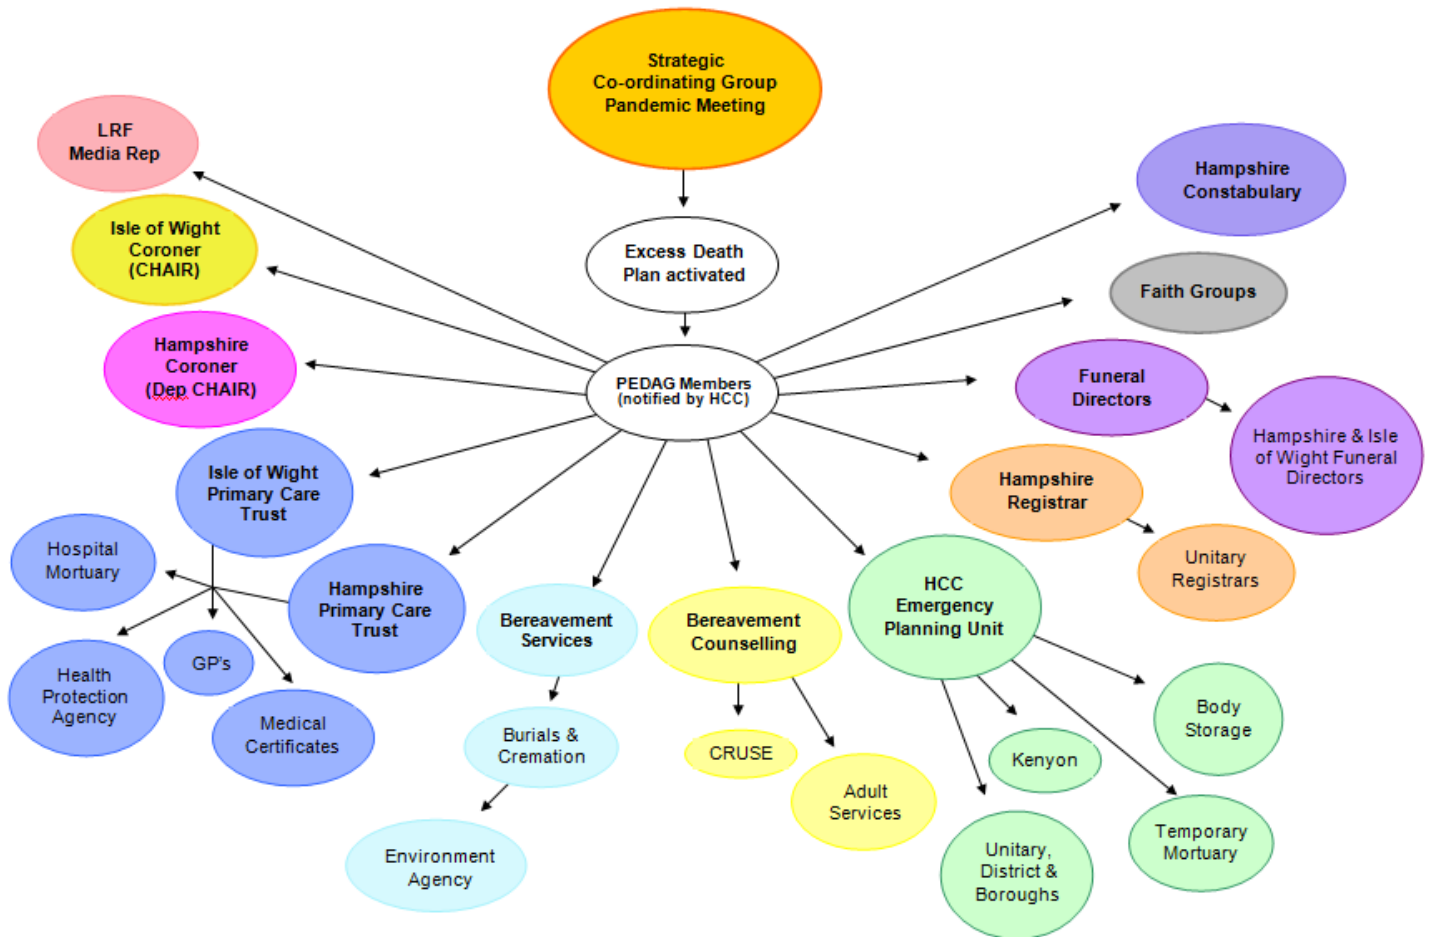 Strategic
Co-ordinating Group
Pandemic Meeting
LRF
Media Rep
Hampshire
Constabulary
Isle of Wight
Coroner
(CHAIR)
Excess Death
Plan activated
Faith Groups
Hampshire
Coroner
(Dep CHAIR)
PEDAG Members
(notified by HCC)
Funeral
Directors
Hampshire & Isle
of Wight Funeral
Directors
Isle of Wight
Primary Care
Trust
Hampshire
Registrar
Unitary
Registrars
Hospital
Mortuary
Hampshire
Primary Care
Trust
Bereavement
Services
Bereavement
Counselling
HCC
Emergency
Planning Unit
Health
Protection
Agency
GP's
Medical
Certificates
Burials &
Cremation
CRUSE
Adult
Services
Kenyon
Body
Storage
Environment
Agency
Unitary,
District &
Boroughs
Temporary
Mortuary